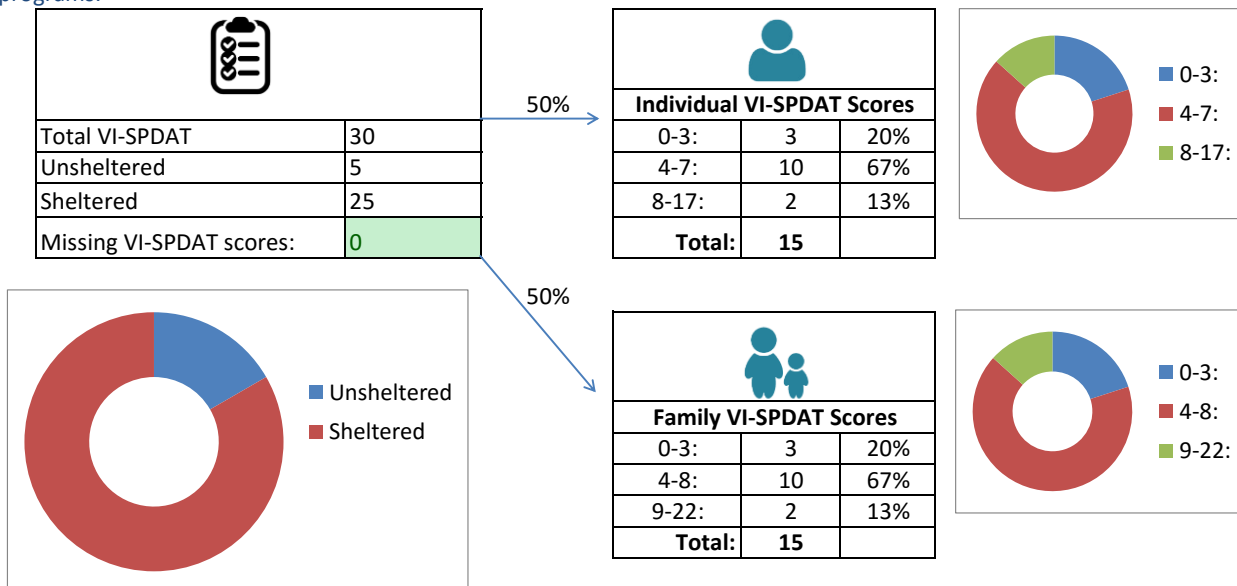 programs.
Total VI-SPDAT 30
Unsheltered 5
Sheltered 25
Missing VI-SPDAT scores: 0
50%
Individual VI-SPDAT Scores
0-3: 3 20%
4-7: 10 67%
8-17: 2 13%
Total: 15
0-3:
4-7:
8-17:
Unsheltered
Sheltered
50%
Family VI-SPDAT Scores
0-3: 3 20%
4-8: 10 67%
9-22: 2 13%
Total: 15
0-3:
4-8:
9-22: